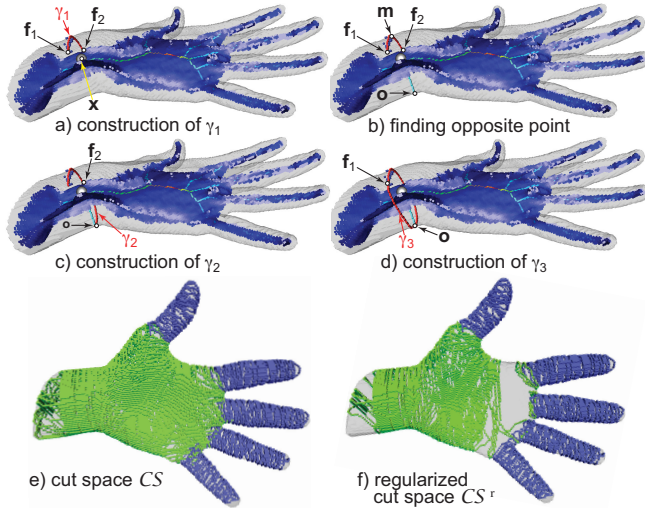 γ₁ f₂ m f₂
f₁ f₁
x o
a) construction of γ₁ b) finding opposite point
f₂ f₁
o γ₂ γ₃ o
c) construction of γ₂ d) construction of γ₃
e) cut space CS f) regularized
cut space CS ʳ